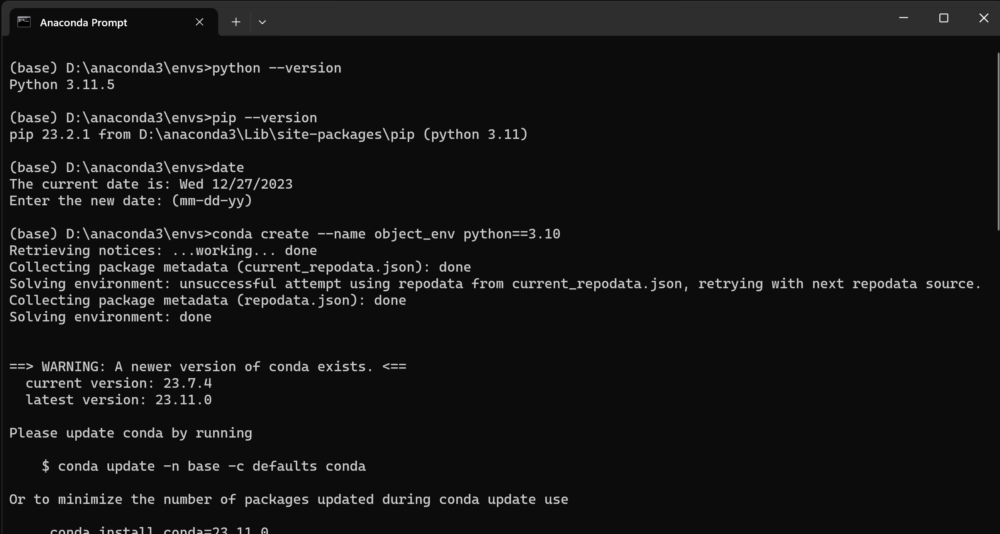 Anaconda Prompt
(base) D:\anaconda3\envs>python --version
Python 3.11.5
(base) D:\anaconda3\envs>pip --version
pip 23.2.1 from D:\anaconda3\Lib\site-packages\pip (python 3.11)
(base) D:\anaconda3\envs>date
The current date is: Wed 12/27/2023
Enter the new date: (mm-dd-yy)
(base) D:\anaconda3\envs>conda create --name object_env python==3.10
Retrieving notices: ...working... done
Collecting package metadata (current_repodata.json): done
Solving environment: unsuccessful attempt using repodata from current_repodata.json, retrying with next repodata source.
Collecting package metadata (repodata.json): done
Solving environment: done
==> WARNING: A newer version of conda exists. <==
  current version: 23.7.4
  latest version: 23.11.0
Please update conda by running
    $ conda update -n base -c defaults conda
Or to minimize the number of packages updated during conda update use
     conda install conda=23.11.0